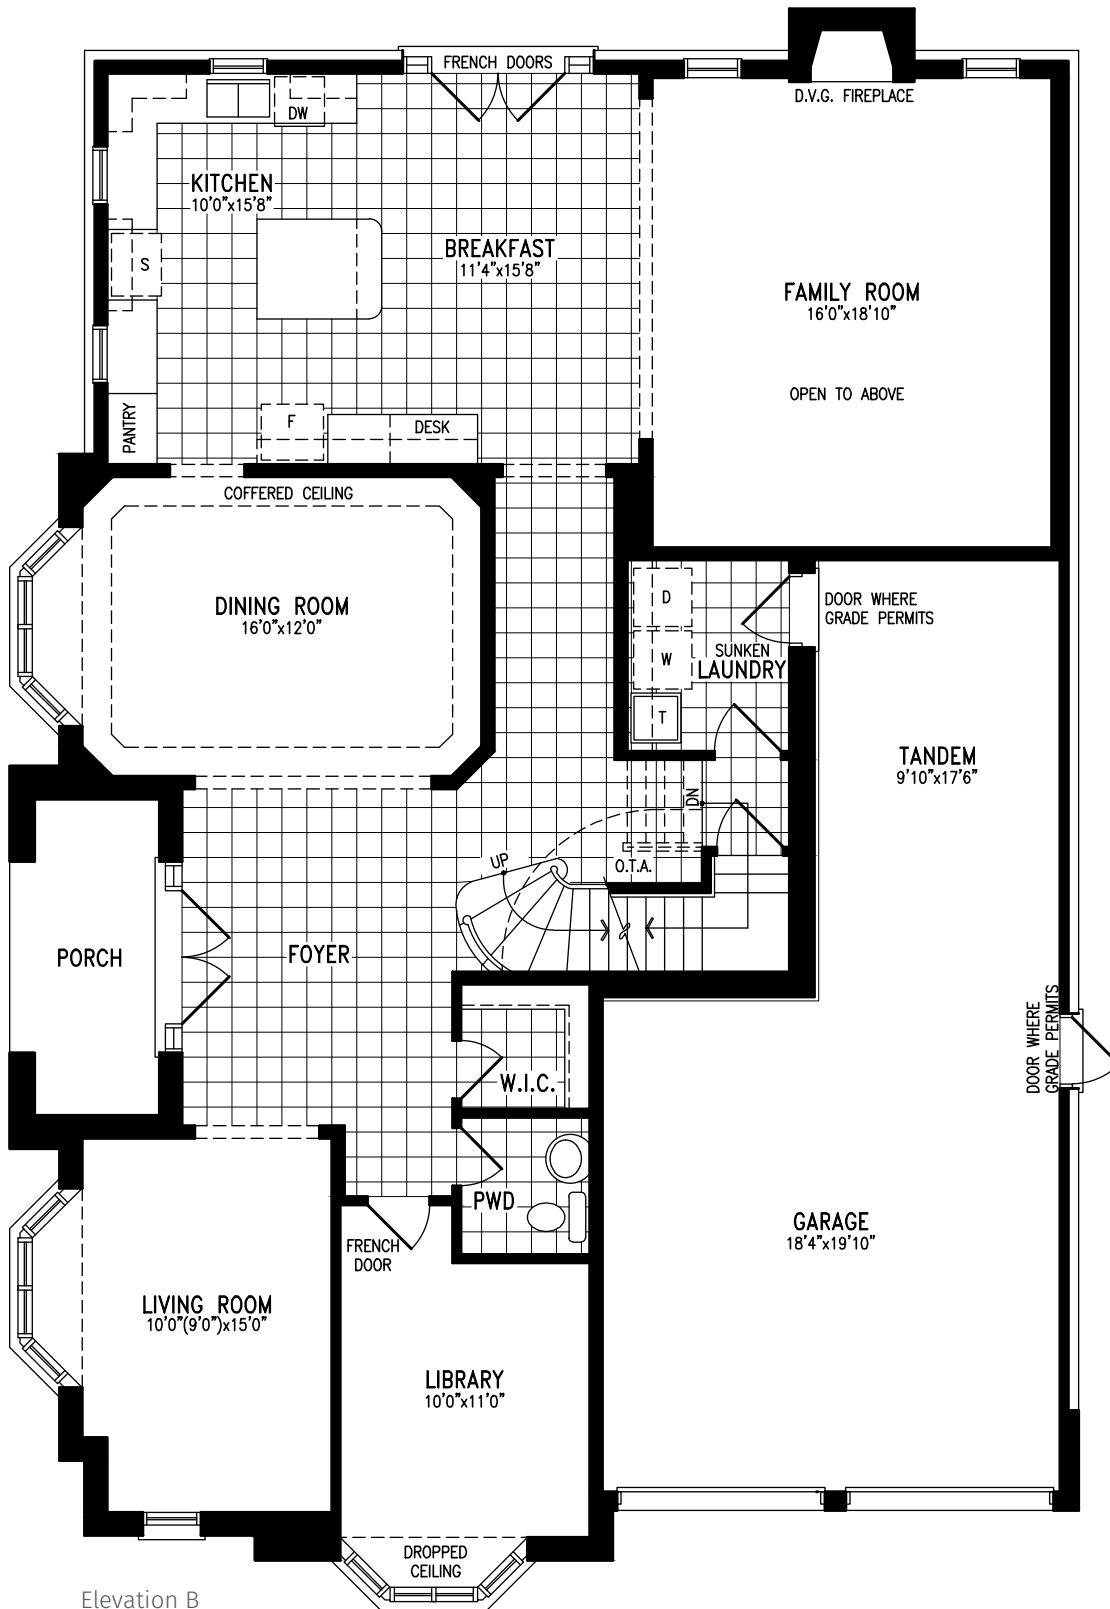 FRENCH DOORS
D.V.G. FIREPLACE
DW
KITCHEN
10'0"x15'8"
BREAKFAST
11'4"x15'8"
S
FAMILY ROOM
16'0"x18'10"
OPEN TO ABOVE
PANTRY
F
DESK
COFFERED CEILING
DINING ROOM
16'0"x12'0"
D
DOOR WHERE
GRADE PERMITS
W
SUNKEN
LAUNDRY
T
TANDEM
9'10"x17'6"
DN
UP
O.T.A.
PORCH
FOYER
DOOR WHERE
GRADE PERMITS
W.I.C.
PWD
GARAGE
18'4"x19'10"
FRENCH
DOOR
LIVING ROOM
10'0"(9'0")x15'0"
LIBRARY
10'0"x11'0"
DROPPED
CEILING
Elevation B